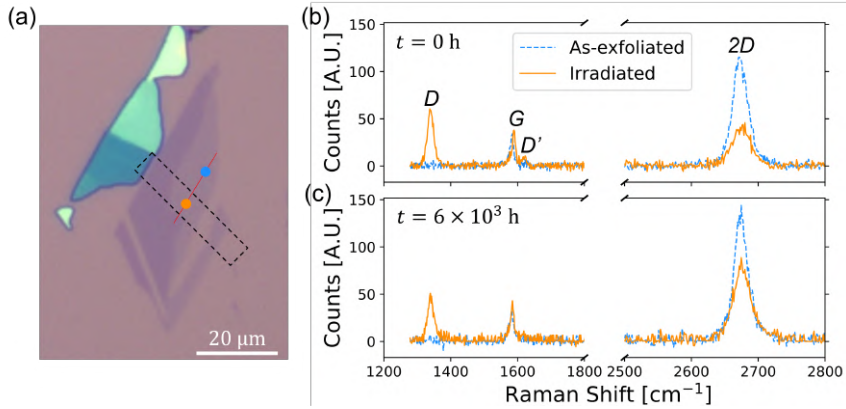 (a)
20 μm
(b)
t = 0 h
As-exfoliated
Irradiated
2D
D
G
D'
Counts [A.U.]
150
100
50
0
(c)
t = 6 × 10³ h
Counts [A.U.]
150
100
50
0
1200
1400
1600
1800
2500
2600
2700
2800
Raman Shift [cm⁻¹]